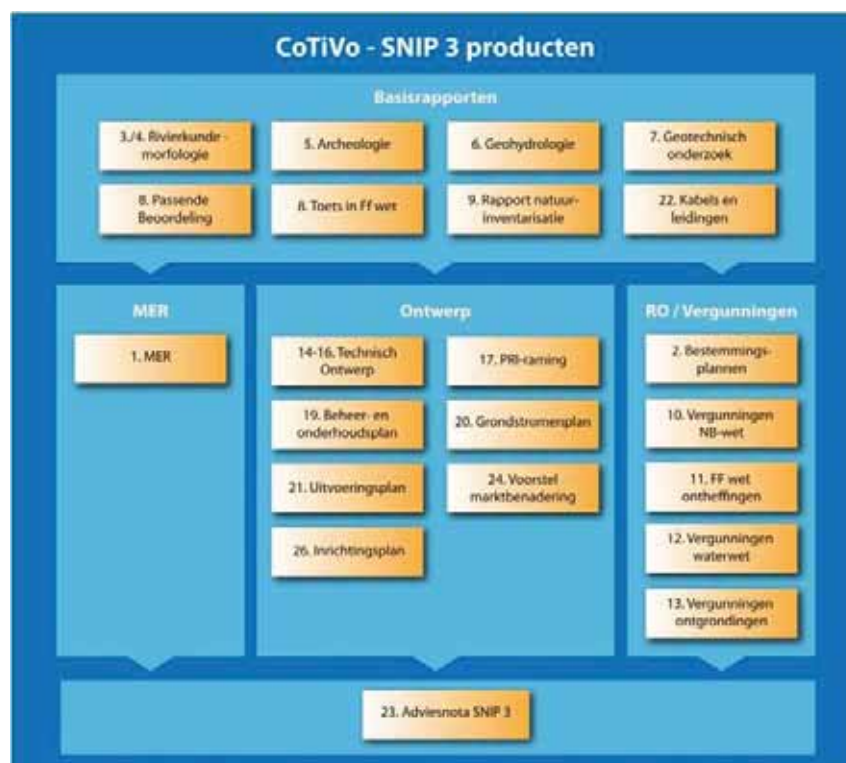 CoTiVo - SNIP 3 producten
Basisrapporten
3./4. Rivierkunde -
morfologie
5. Archeologie
6. Geohydrologie
7. Geotechnisch
onderzoek
8. Passende
Beoordeling
8. Toets in Ff wet
9. Rapport natuur-
inventarisatie
22. Kabels en
leidingen
MER
1. MER
Ontwerp
14-16. Technisch
Ontwerp
17. PRI-raming
19. Beheer- en
onderhoudsplan
20. Grondstromenplan
21. Uitvoeringsplan
24. Voorstel
marktbenadering
26. Inrichtingsplan
RO / Vergunningen
2. Bestemmings-
plannen
10. Vergunningen
NB-wet
11. FF wet
ontheffingen
12. Vergunningen
waterwet
13. Vergunningen
ontgrondingen
23. Adviesnota SNIP 3